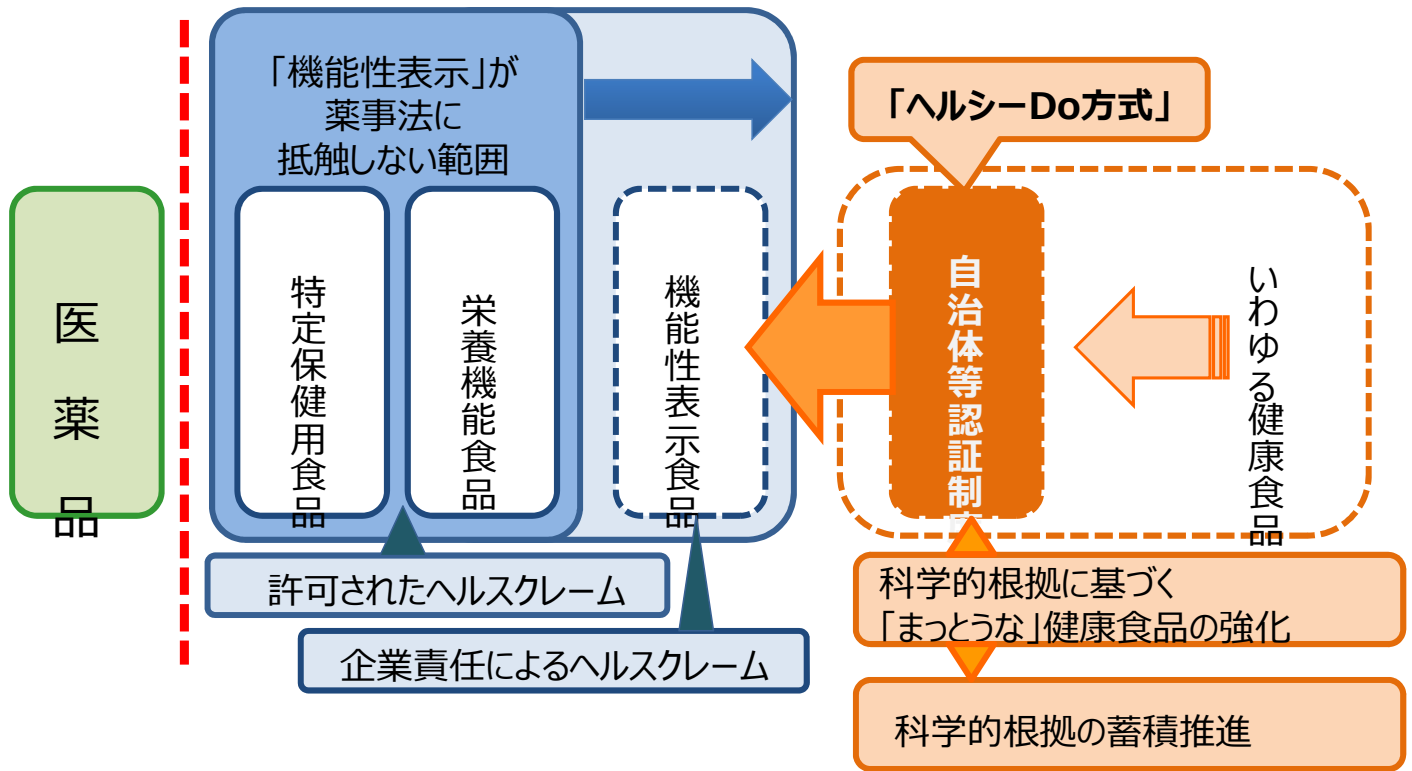 「機能性表示」が
薬事法に
抵触しない範囲
「ヘルシーDo方式」
医薬品
特定保健用食品
栄養機能食品
機能性表示食品
自治体等認証制度
いわゆる健康食品
許可されたヘルスクレーム
企業責任によるヘルスクレーム
科学的根拠に基づく
「まっとうな」健康食品の強化
科学的根拠の蓄積推進